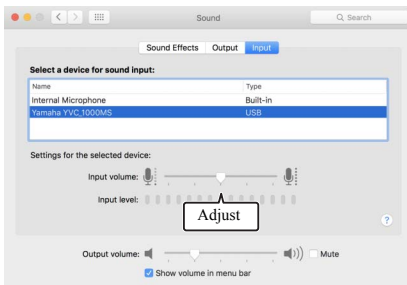 Sound
Search
Sound Effects Output Input
Select a device for sound input:
Name Type
Internal Microphone Built-in
Yamaha YVC_1000MS USB
Settings for the selected device:
Input volume:
Input level:
Adjust
?
Output volume: Mute
Show volume in menu bar